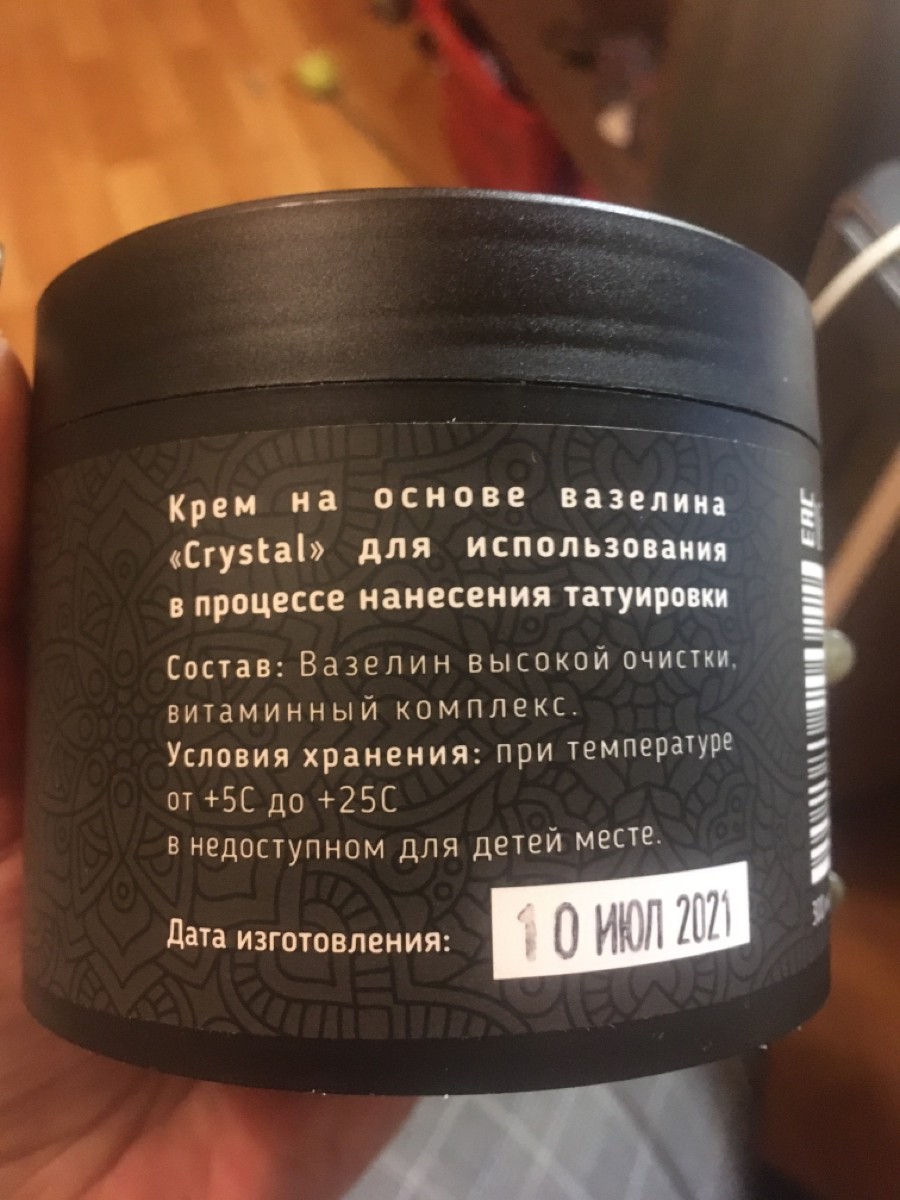 Крем на основе вазелина
«Crystal» для использования
в процессе нанесения татуировки
Состав: Вазелин высокой очистки,
витаминный комплекс.
Условия хранения: при температуре
от +5С до +25С
в недоступном для детей месте.
Дата изготовления: 10 ИЮЛ 2021
EAC